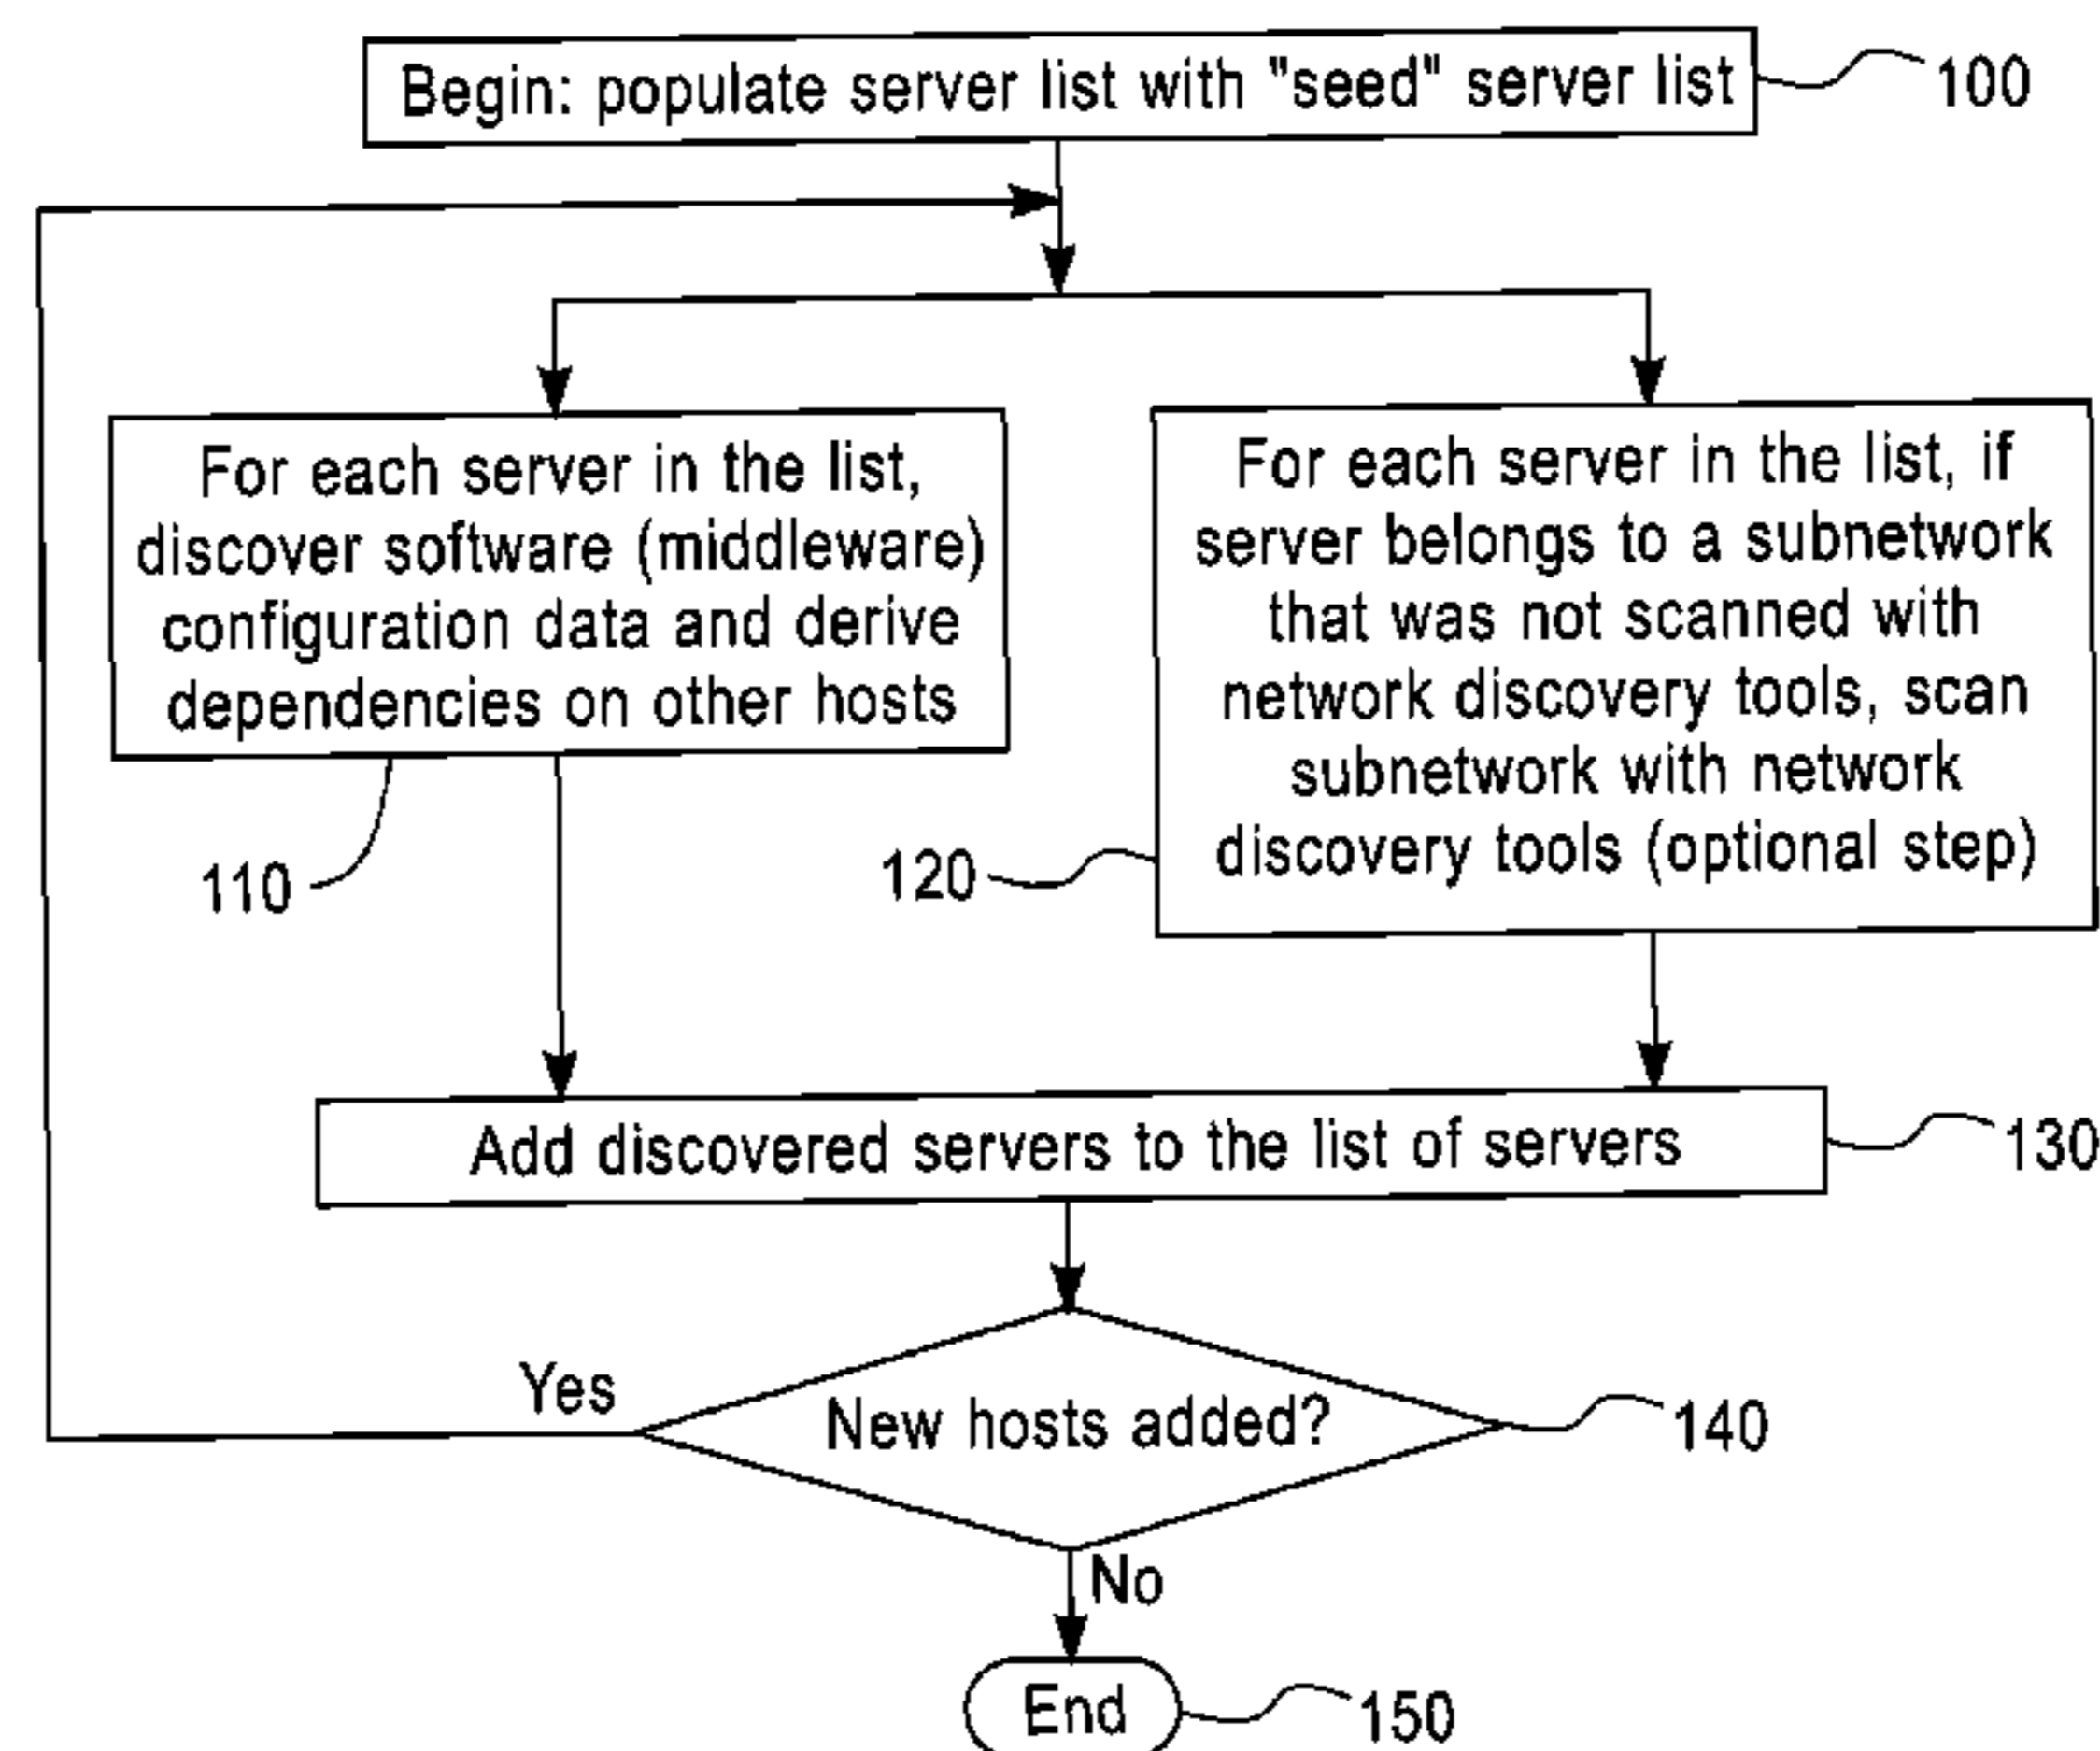 Begin: populate server list with "seed" server list
100
For each server in the list,
discover software (middleware)
configuration data and derive
dependencies on other hosts
110
For each server in the list, if
server belongs to a subnetwork
that was not scanned with
network discovery tools, scan
subnetwork with network
discovery tools (optional step)
120
Add discovered servers to the list of servers
130
New hosts added?
140
Yes
No
End
150